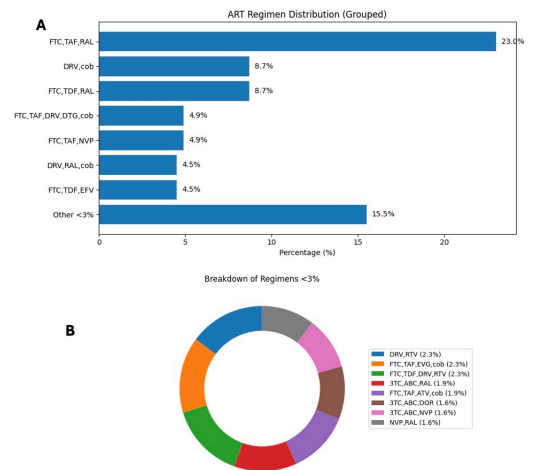 A
ART Regimen Distribution (Grouped)
FTC,TAF,RAL
23.0%
DRV,cob
8.7%
FTC,TDF,RAL
8.7%
FTC,TAF,DRV,DTG,cob
4.9%
FTC,TAF,NVP
4.9%
DRV,RAL,cob
4.5%
FTC,TDF,EFV
4.5%
Other <3%
15.5%
0 5 10 15 20
Percentage (%)
Breakdown of Regimens <3%
B
DRV,RTV (2.3%)
FTC,TAF,EVG,cob (2.3%)
FTC,TDF,DRV,RTV (2.3%)
3TC,ABC,RAL (1.9%)
FTC,TAF,ATV,cob (1.9%)
3TC,ABC,DOR (1.6%)
3TC,ABC,NVP (1.6%)
NVP,RAL (1.6%)